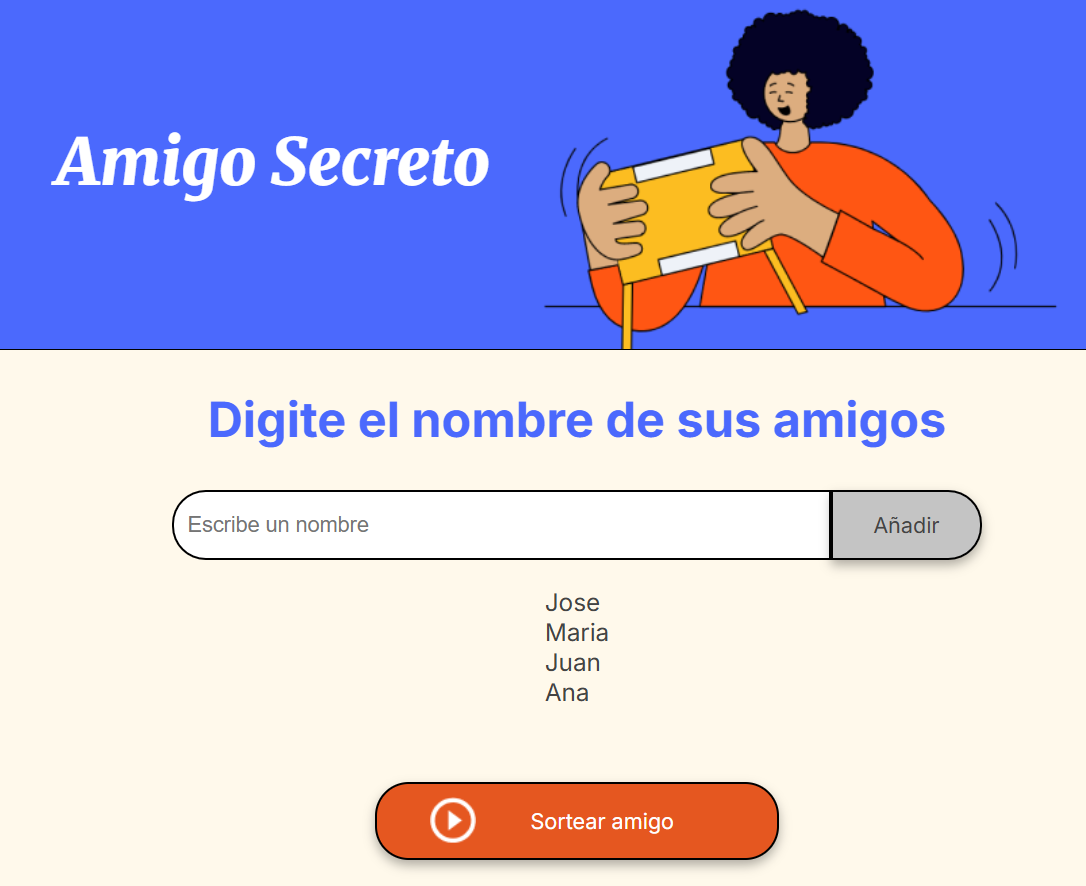 Amigo Secreto
Digite el nombre de sus amigos
Escribe un nombre
Añadir
Jose
Maria
Juan
Ana
Sortear amigo